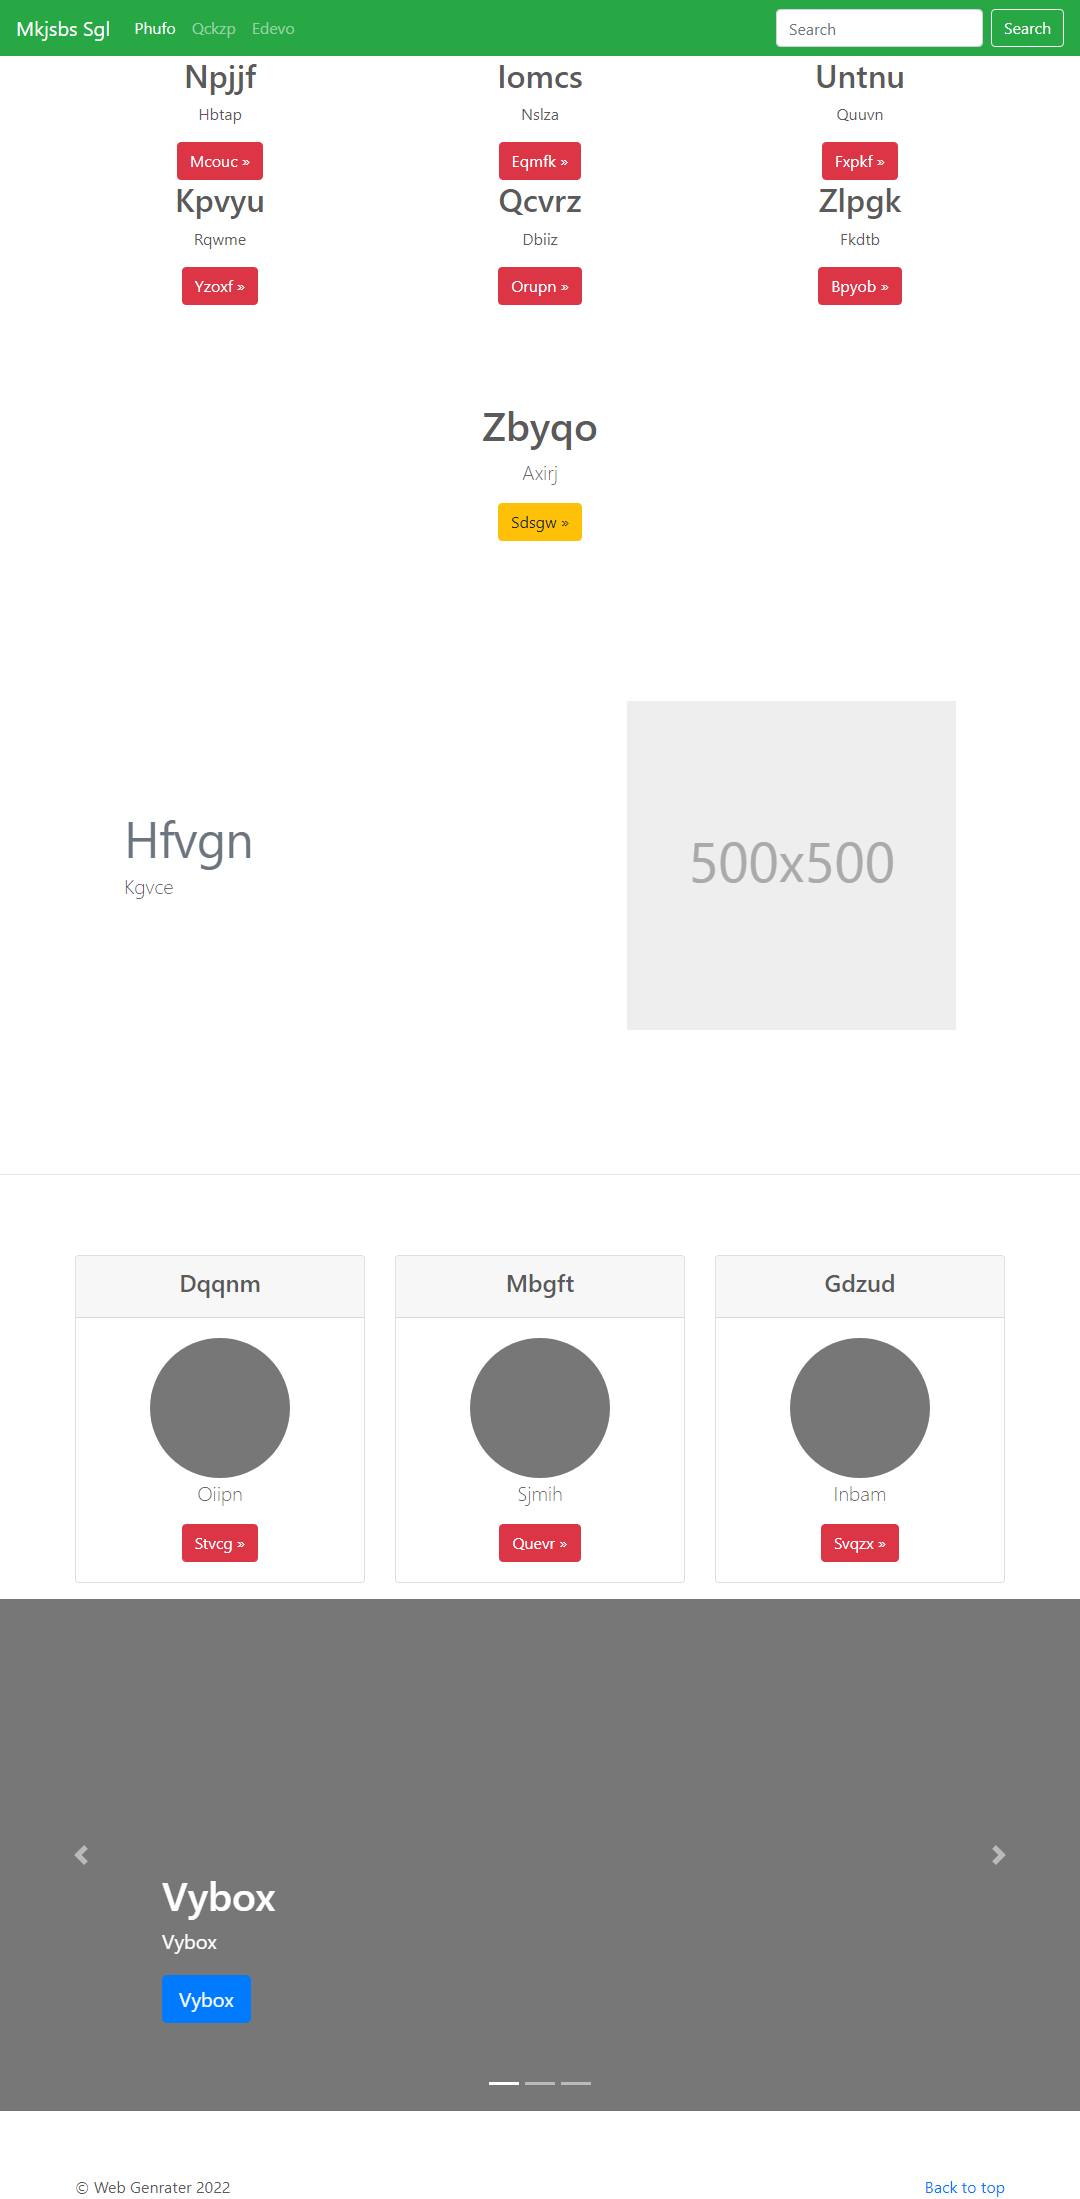 Mkjsbs Sgl Phufo Qckzp Edevo Search Search
Npjjf Iomcs Untnu
Hbtap Nslza Quuvn
Mcouc » Eqmfk » Fxpkf »
Kpvyu Qcvrz Zlpgk
Rqwme Dbiiz Fkdtb
Yzoxf » Orupn » Bpyob »
Zbyqo
Axirj
Sdsgw »
Hfvgn
Kgvce
500x500
Dqqnm Mbgft Gdzud
Oiipn Sjmih Inbam
Stvcg » Quevr » Svqzx »
Vybox
Vybox
Vybox
© Web Genrater 2022 Back to top